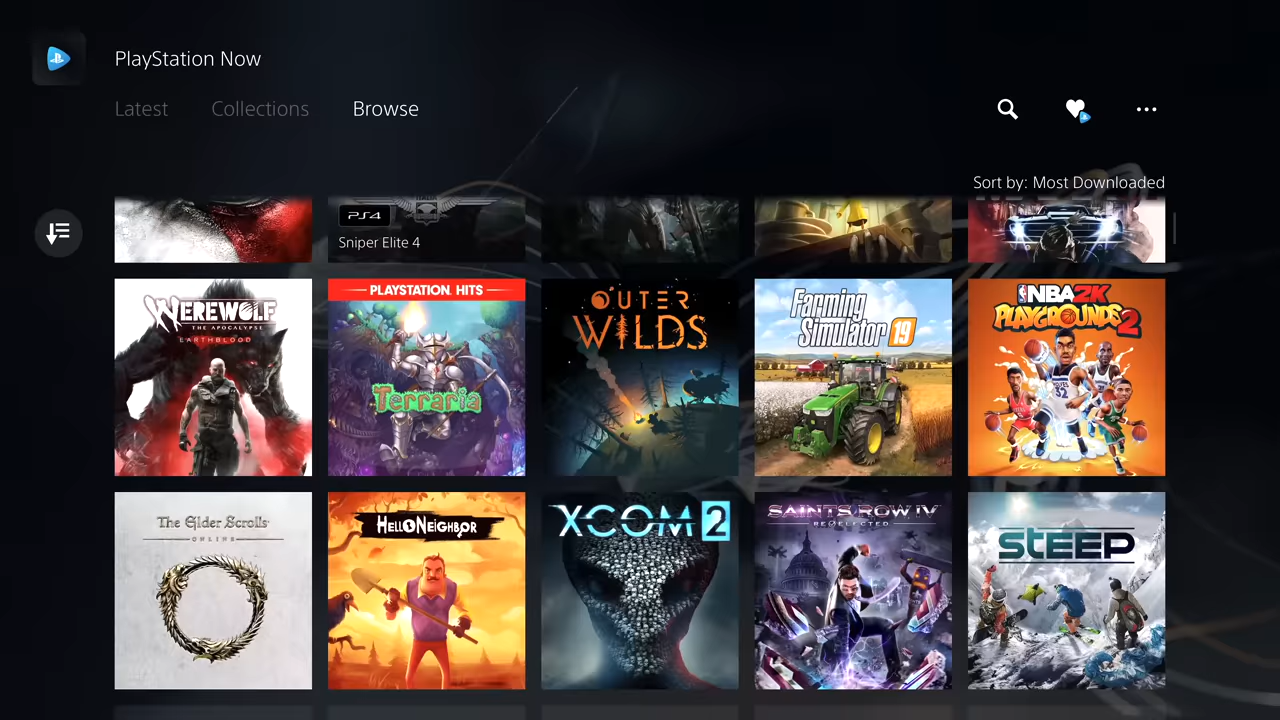 PlayStation Now
Latest
Collections
Browse
Sort by: Most Downloaded
PS4
Sniper Elite 4
WEREWOLF
THE APOCALYPSE
EARTHBLOOD
PLAYSTATION HITS
Terraria
OUTER
WILDS
Farming
Simulator 19
NBA 2K
PLAYGROUNDS 2
The Elder Scrolls
ONLINE
HELLO NEIGHBOR
XCOM 2
SAINTS ROW IV
RE-ELECTED
STEEP